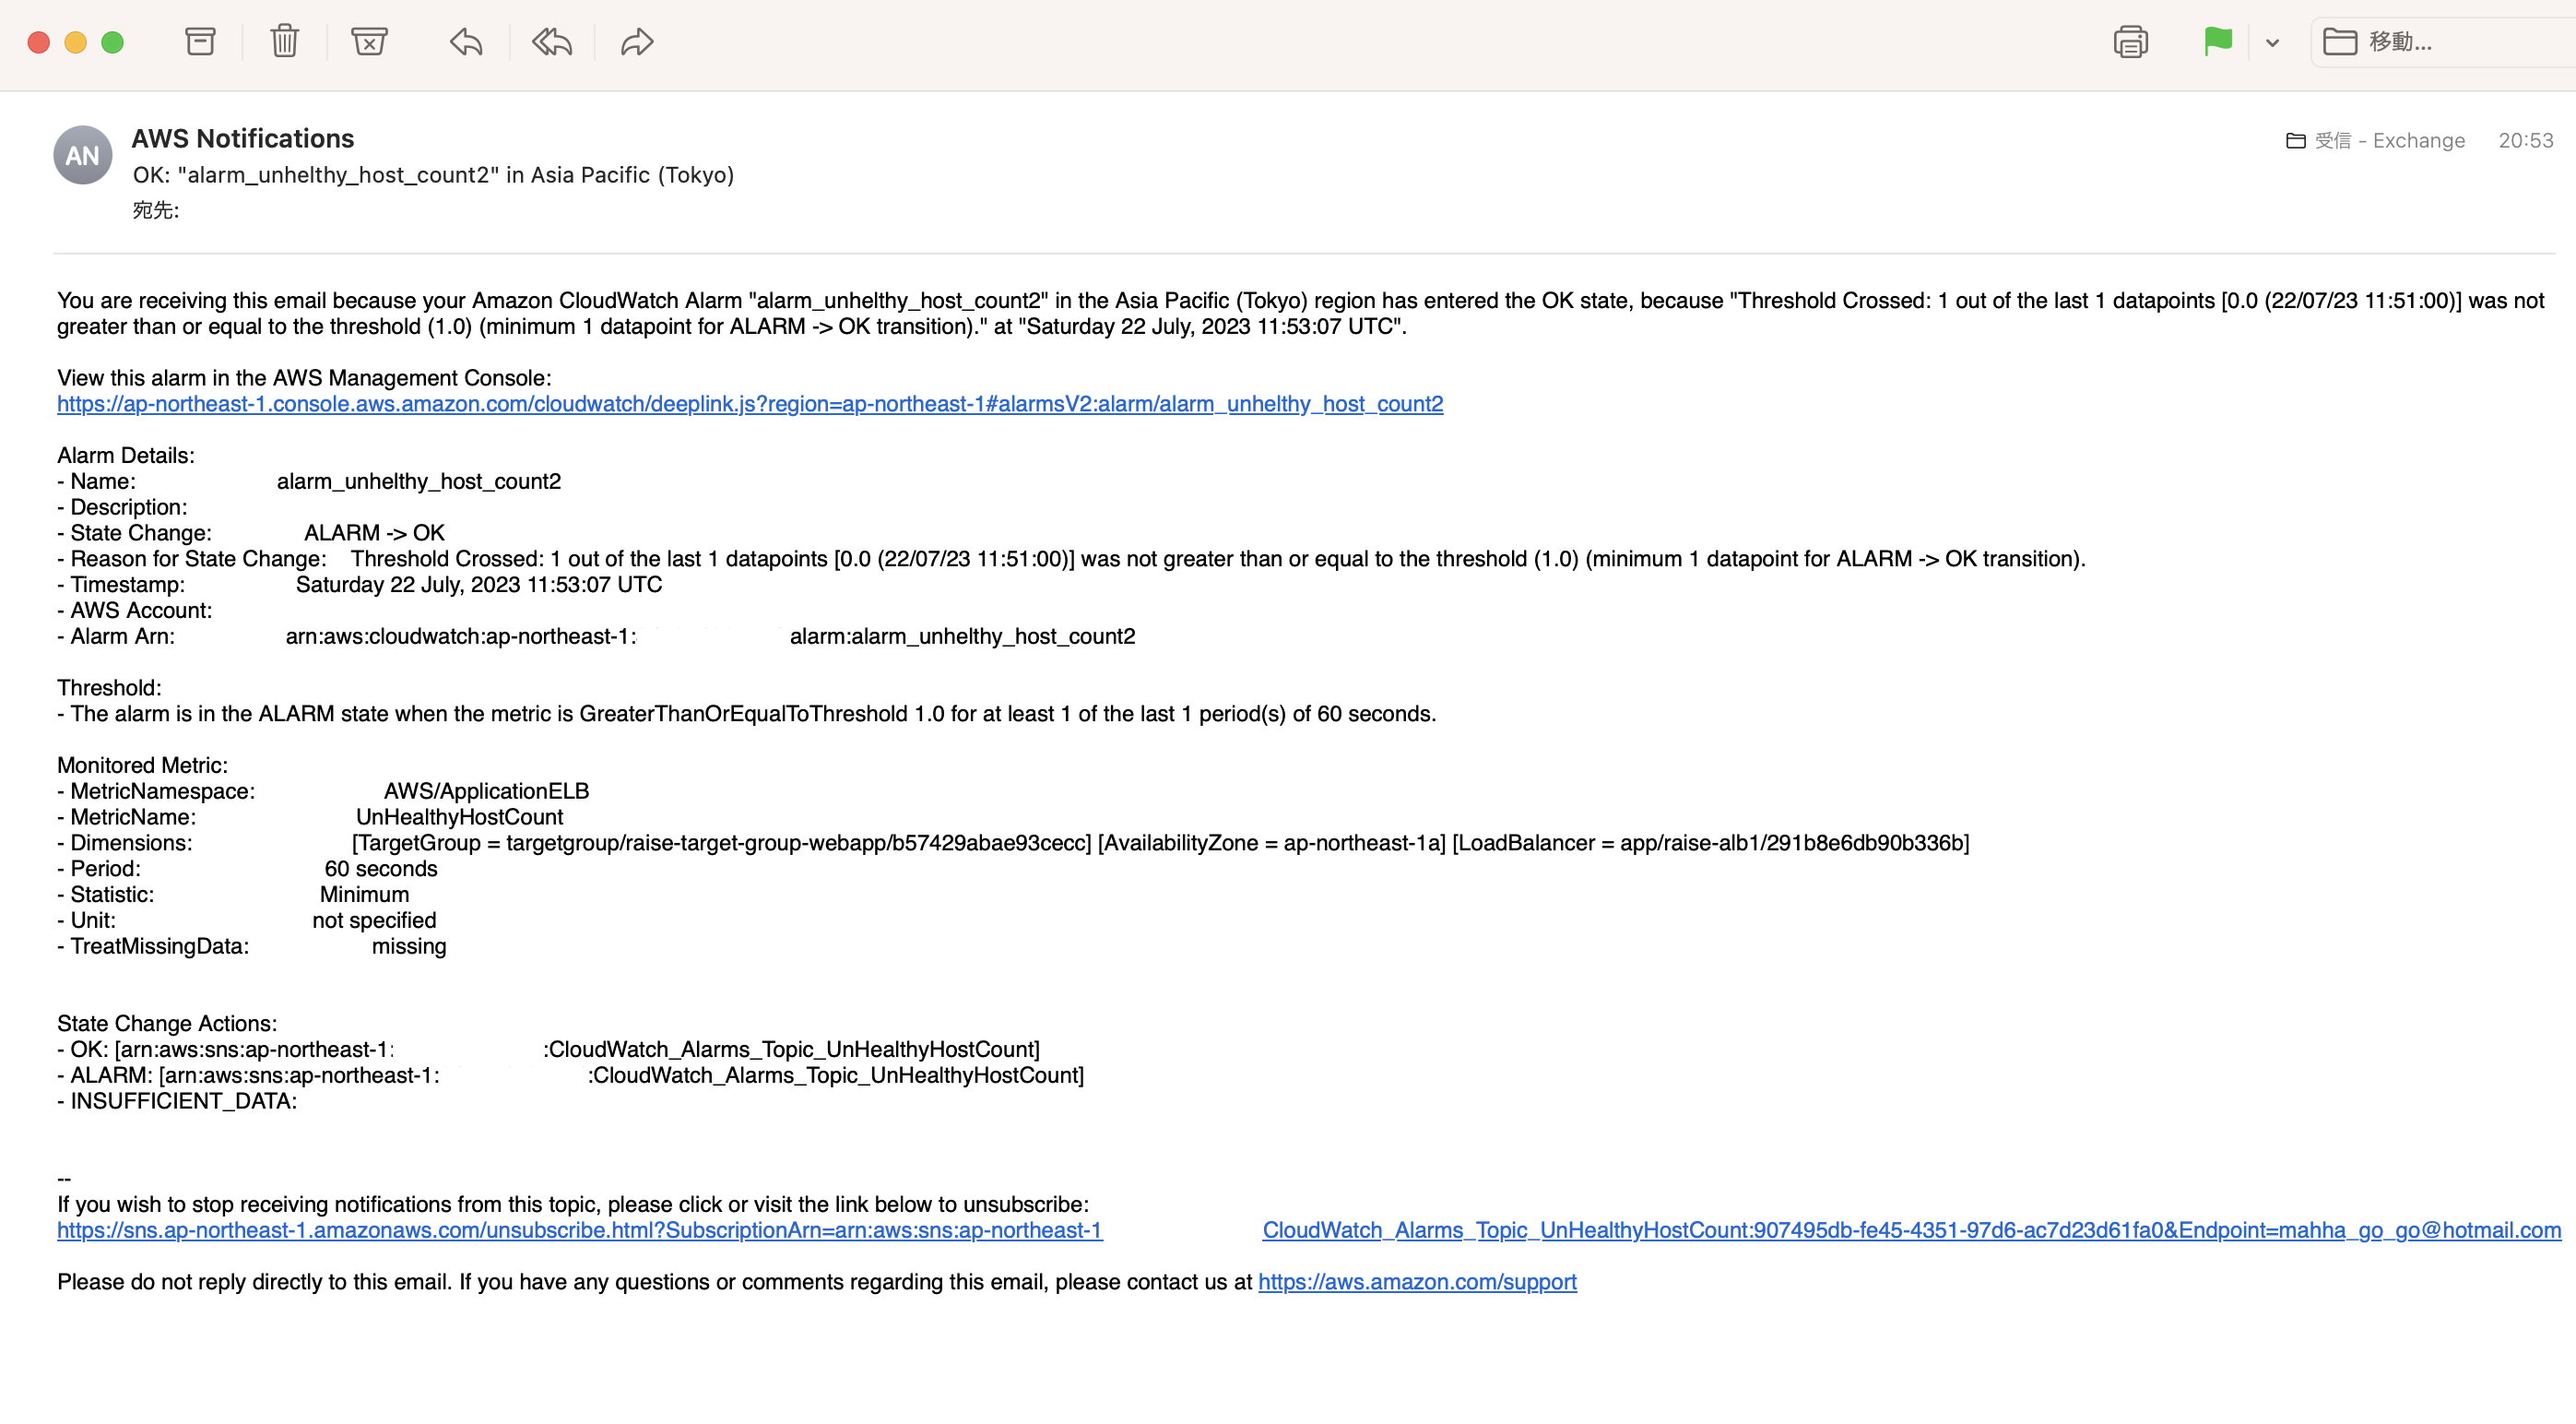 移動...
AN
AWS Notifications
受信 - Exchange 20:53
OK: "alarm_unhelthy_host_count2" in Asia Pacific (Tokyo)
宛先:
You are receiving this email because your Amazon CloudWatch Alarm "alarm_unhelthy_host_count2" in the Asia Pacific (Tokyo) region has entered the OK state, because "Threshold Crossed: 1 out of the last 1 datapoints [0.0 (22/07/23 11:51:00)] was not
greater than or equal to the threshold (1.0) (minimum 1 datapoint for ALARM -> OK transition)." at "Saturday 22 July, 2023 11:53:07 UTC".
View this alarm in the AWS Management Console:
https://ap-northeast-1.console.aws.amazon.com/cloudwatch/deeplink.js?region=ap-northeast-1#alarmsV2:alarm/alarm_unhelthy_host_count2
Alarm Details:
- Name: alarm_unhelthy_host_count2
- Description:
- State Change: ALARM -> OK
- Reason for State Change: Threshold Crossed: 1 out of the last 1 datapoints [0.0 (22/07/23 11:51:00)] was not greater than or equal to the threshold (1.0) (minimum 1 datapoint for ALARM -> OK transition).
- Timestamp: Saturday 22 July, 2023 11:53:07 UTC
- AWS Account:
- Alarm Arn: arn:aws:cloudwatch:ap-northeast-1: alarm:alarm_unhelthy_host_count2
Threshold:
- The alarm is in the ALARM state when the metric is GreaterThanOrEqualToThreshold 1.0 for at least 1 of the last 1 period(s) of 60 seconds.
Monitored Metric:
- MetricNamespace: AWS/ApplicationELB
- MetricName: UnHealthyHostCount
- Dimensions: [TargetGroup = targetgroup/raise-target-group-webapp/b57429abae93cecc] [AvailabilityZone = ap-northeast-1a] [LoadBalancer = app/raise-alb1/291b8e6db90b336b]
- Period: 60 seconds
- Statistic: Minimum
- Unit: not specified
- TreatMissingData: missing
State Change Actions:
- OK: [arn:aws:sns:ap-northeast-1: :CloudWatch_Alarms_Topic_UnHealthyHostCount]
- ALARM: [arn:aws:sns:ap-northeast-1: :CloudWatch_Alarms_Topic_UnHealthyHostCount]
- INSUFFICIENT_DATA:
--
If you wish to stop receiving notifications from this topic, please click or visit the link below to unsubscribe:
https://sns.ap-northeast-1.amazonaws.com/unsubscribe.html?SubscriptionArn=arn:aws:sns:ap-northeast-1 CloudWatch_Alarms_Topic_UnHealthyHostCount:907495db-fe45-4351-97d6-ac7d23d61fa0&Endpoint=mahha_go_go@hotmail.com
Please do not reply directly to this email. If you have any questions or comments regarding this email, please contact us at https://aws.amazon.com/support